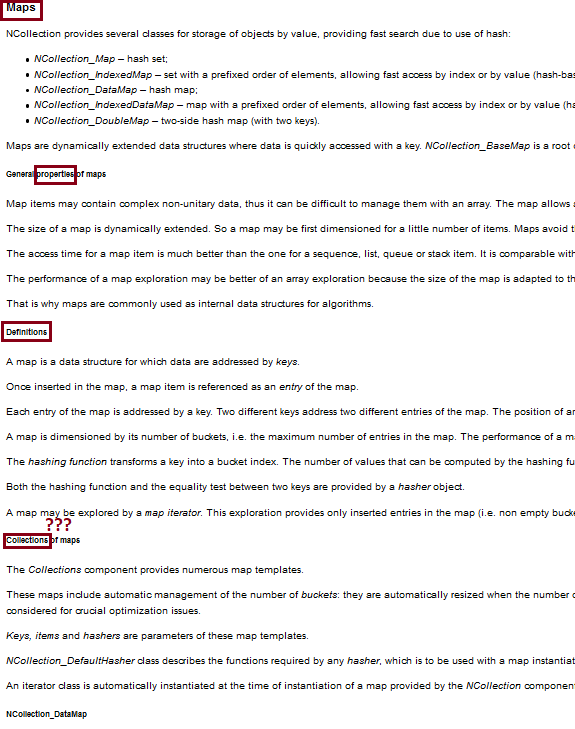 Maps
NCollection provides several classes for storage of objects by value, providing fast search due to use of hash:
• NCollection_Map – hash set;
• NCollection_IndexedMap – set with a prefixed order of elements, allowing fast access by index or by value (hash-bas
• NCollection_DataMap – hash map;
• NCollection_IndexedDataMap – map with a prefixed order of elements, allowing fast access by index or by value (ha
• NCollection_DoubleMap – two-side hash map (with two keys).
Maps are dynamically extended data structures where data is quickly accessed with a key. NCollection_BaseMap is a root
General properties of maps
Map items may contain complex non-unitary data, thus it can be difficult to manage them with an array. The map allows
The size of a map is dynamically extended. So a map may be first dimensioned for a little number of items. Maps avoid t
The access time for a map item is much better than the one for a sequence, list, queue or stack item. It is comparable with
The performance of a map exploration may be better of an array exploration because the size of the map is adapted to th
That is why maps are commonly used as internal data structures for algorithms.
Definitions
A map is a data structure for which data are addressed by keys.
Once inserted in the map, a map item is referenced as an entry of the map.
Each entry of the map is addressed by a key. Two different keys address two different entries of the map. The position of an
A map is dimensioned by its number of buckets, i.e. the maximum number of entries in the map. The performance of a m
The hashing function transforms a key into a bucket index. The number of values that can be computed by the hashing fu
Both the hashing function and the equality test between two keys are provided by a hasher object.
A map may be explored by a map iterator. This exploration provides only inserted entries in the map (i.e. non empty bucke
???
Collections of maps
The Collections component provides numerous map templates.
These maps include automatic management of the number of buckets: they are automatically resized when the number o
considered for crucial optimization issues.
Keys, items and hashers are parameters of these map templates.
NCollection_DefaultHasher class describes the functions required by any hasher, which is to be used with a map instantiat
An iterator class is automatically instantiated at the time of instantiation of a map provided by the NCollection component
NCollection_DataMap